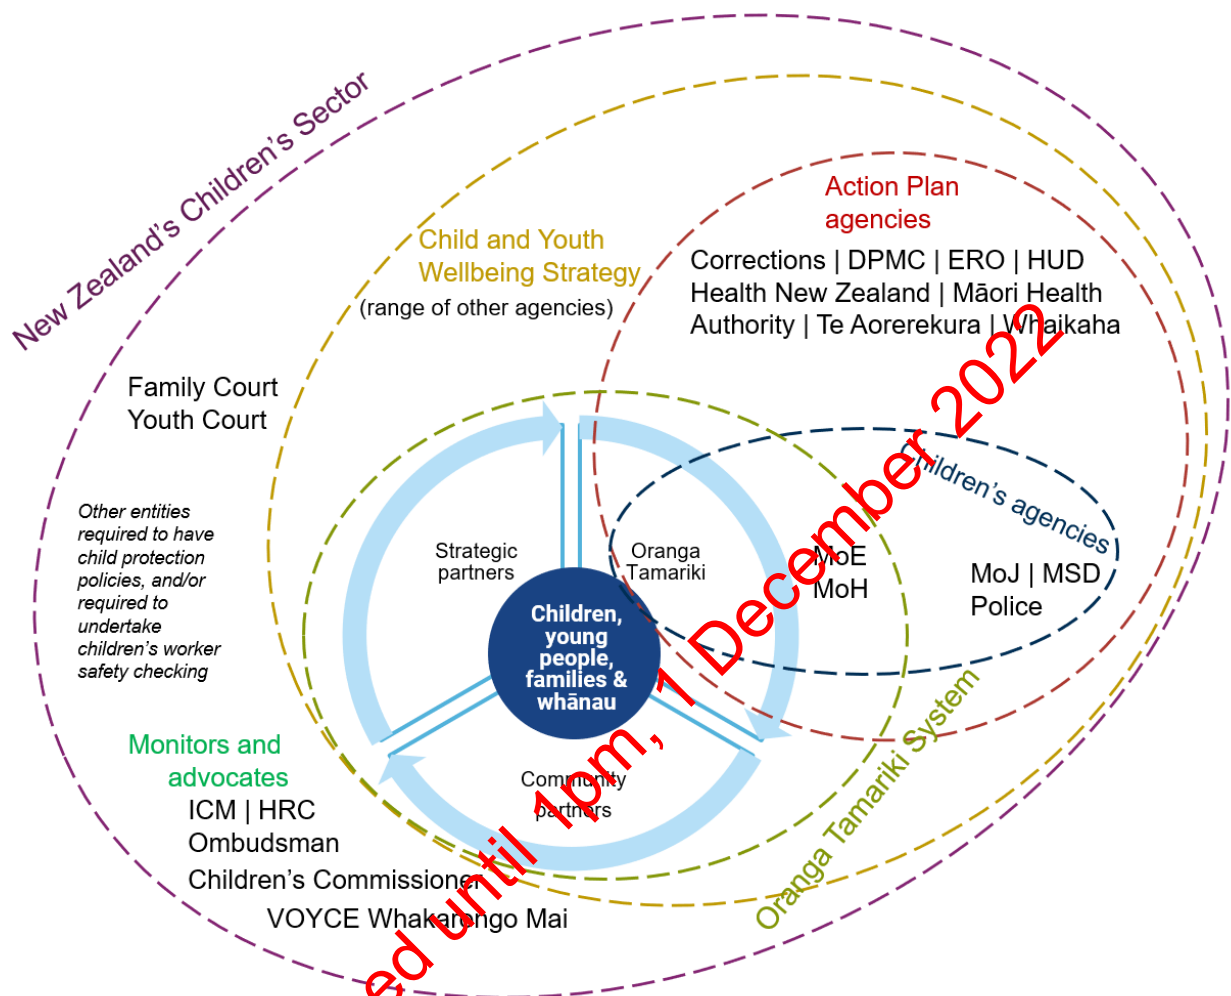 New Zealand's Children's Sector
Action Plan
agencies
Child and Youth
Wellbeing Strategy
(range of other agencies)
Corrections | DPMC | ERO | HUD
Health New Zealand | Māori Health
Authority | Te Aorerekura | Whaikaha
Family Court
Youth Court
Children's agencies
Other entities
required to have
child protection
policies, and/or
required to
undertake
children's worker
safety checking
Strategic
partners
Oranga
Tamariki
MoE
MoH
MoJ | MSD
Police
Children,
young
people,
families &
whānau
Monitors and
advocates
ICM | HRC
Ombudsman
Children's Commissioner
VOYCE Whakarongo Mai
Community
partners
Oranga Tamariki System
ed until 1pm, 1 December 2022